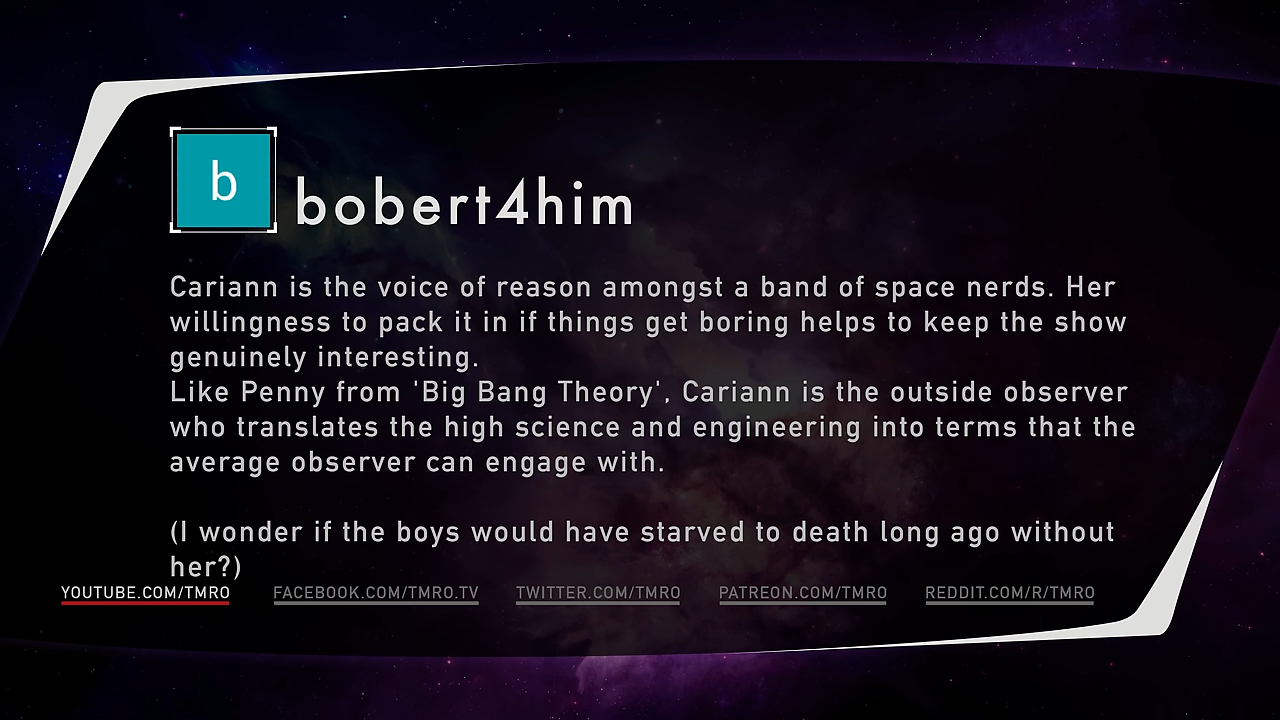 b
bobert4him
Cariann is the voice of reason amongst a band of space nerds. Her
willingness to pack it in if things get boring helps to keep the show
genuinely interesting.
Like Penny from 'Big Bang Theory', Cariann is the outside observer
who translates the high science and engineering into terms that the
average observer can engage with.
(I wonder if the boys would have starved to death long ago without
her?)
YOUTUBE.COM/TMRO FACEBOOK.COM/TMRO.TV TWITTER.COM/TMRO PATREON.COM/TMRO REDDIT.COM/R/TMRO